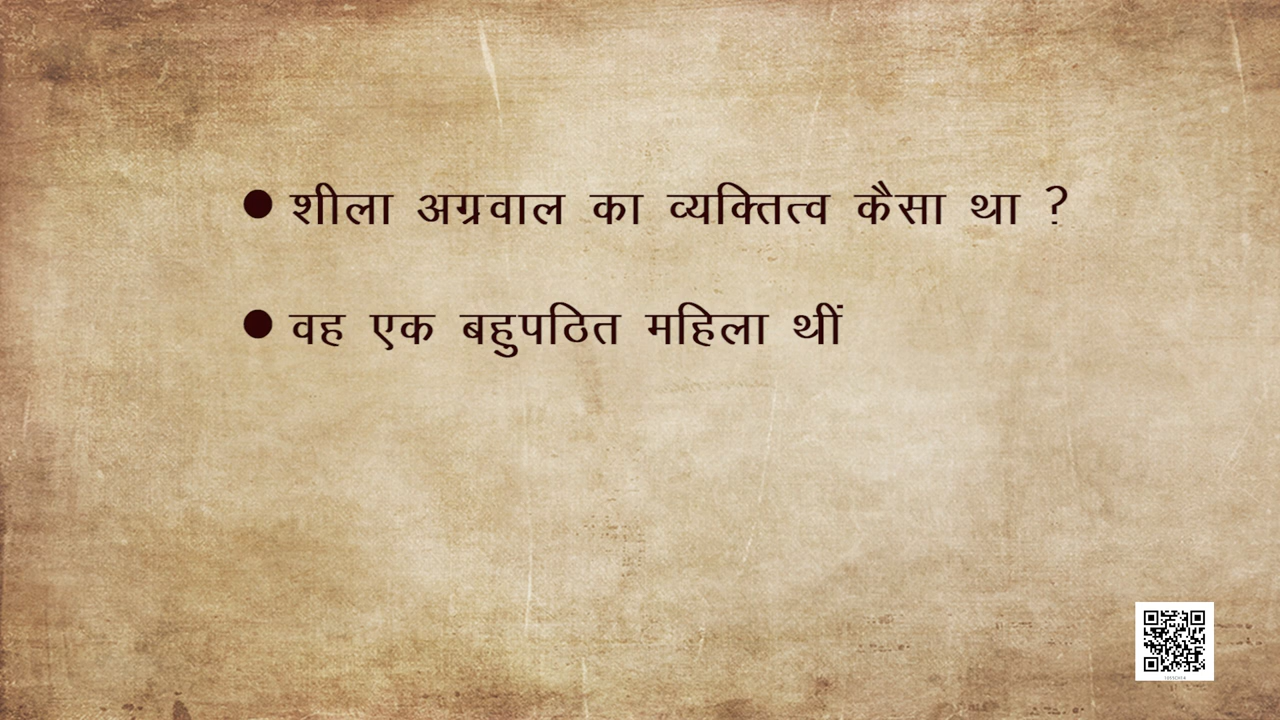 ● शीला अग्रवाल का व्यक्तित्व कैसा था ?
● वह एक बहुपठित महिला थीं